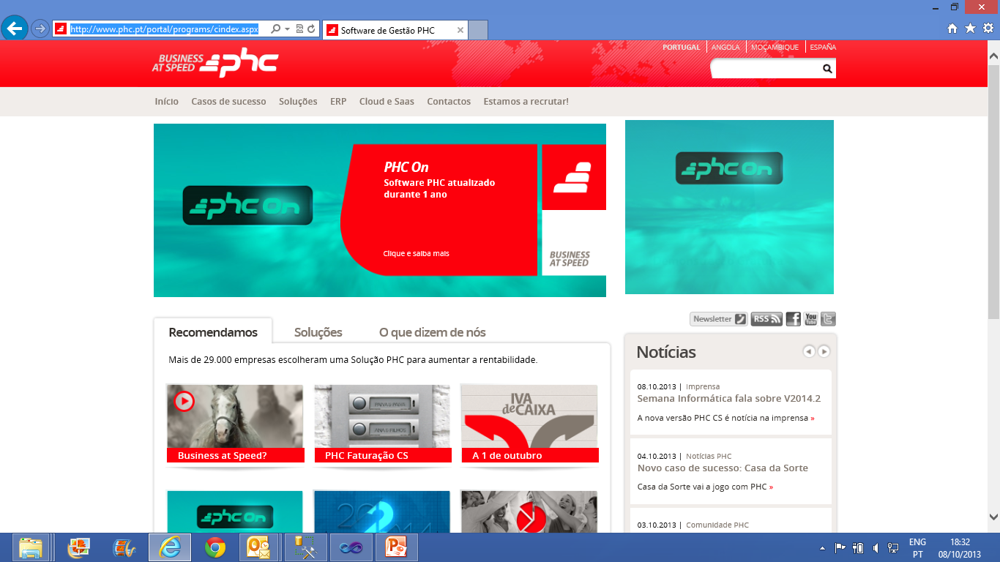 http://www.phc.pt/portal/programs/cindex.aspx
Software de Gestão PHC
BUSINESS
AT SPEED
phc
PORTUGAL
ANGOLA
MOÇAMBIQUE
ESPAÑA
Início
Casos de sucesso
Soluções
ERP
Cloud e Saas
Contactos
Estamos a recrutar!
phc On
PHC On
Software PHC atualizado
durante 1 ano
Clique e saiba mais
BUSINESS
AT SPEED
phc On
Newsletter
RSS
You
Tube
Recomendamos
Soluções
O que dizem de nós
Mais de 29.000 empresas escolheram uma Solução PHC para aumentar a rentabilidade.
Business at Speed?
PAIVA & PAIVA
ANA & FILHOS
PHC Faturação CS
IVA
de CAIXA
A 1 de outubro
phc On
Notícias
08.10.2013 | Imprensa
Semana Informática fala sobre V2014.2
A nova versão PHC CS é notícia na imprensa »
04.10.2013 | Notícias PHC
Novo caso de sucesso: Casa da Sorte
Casa da Sorte vai a jogo com PHC »
03.10.2013 | Comunidade PHC
ENG
PT
18:32
08/10/2013